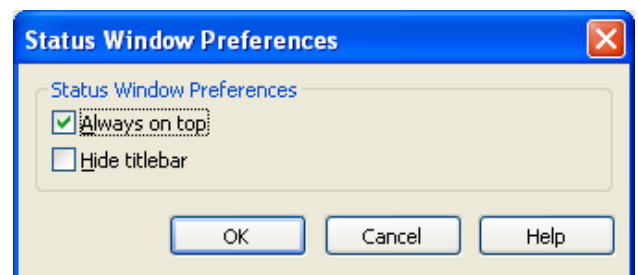 Status Window Preferences
Status Window Preferences
Always on top
Hide titlebar
OK Cancel Help